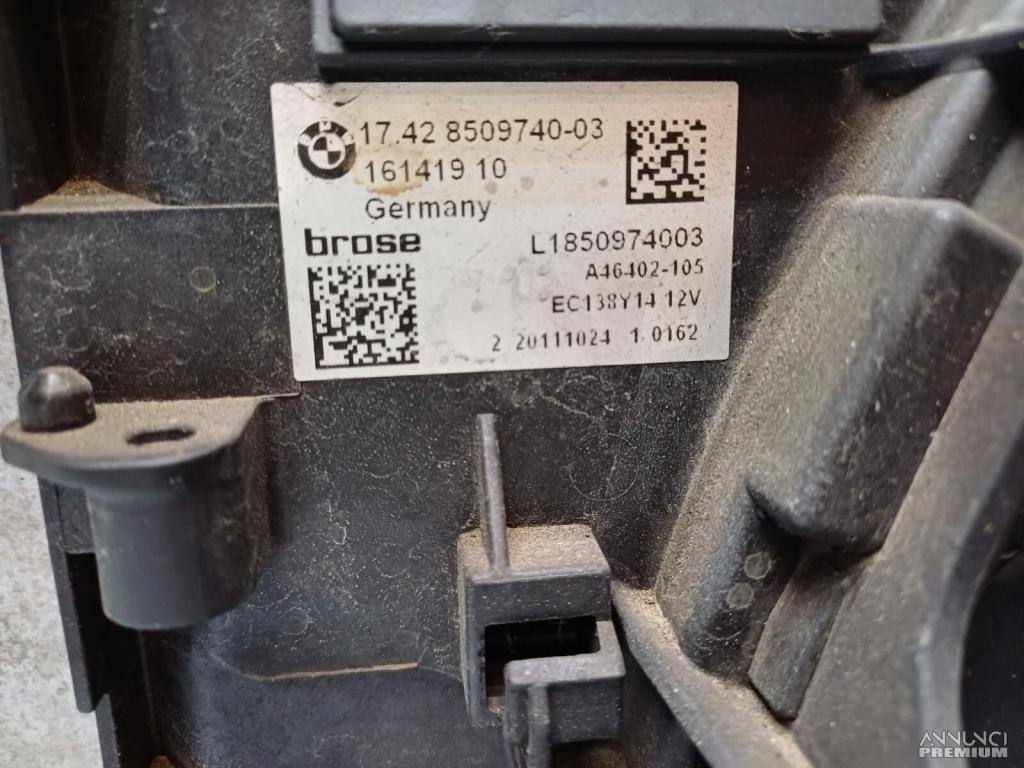 17.42 8509740-03
161419 10
Germany
brose
L1850974003
A46402-105
EC138Y14 12V
2 20111024 1 0162
ANNUNCI
PREMIUM